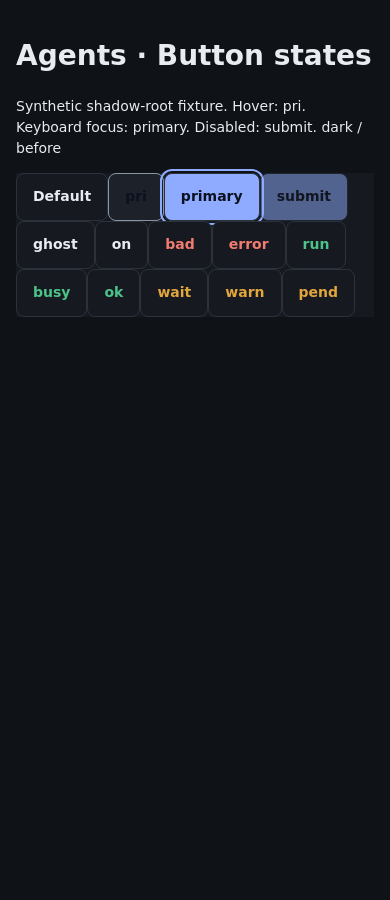 Agents · Button states
Synthetic shadow-root fixture. Hover: pri.
Keyboard focus: primary. Disabled: submit. dark /
before
Default pri primary submit
ghost on bad error run
busy ok wait warn pend